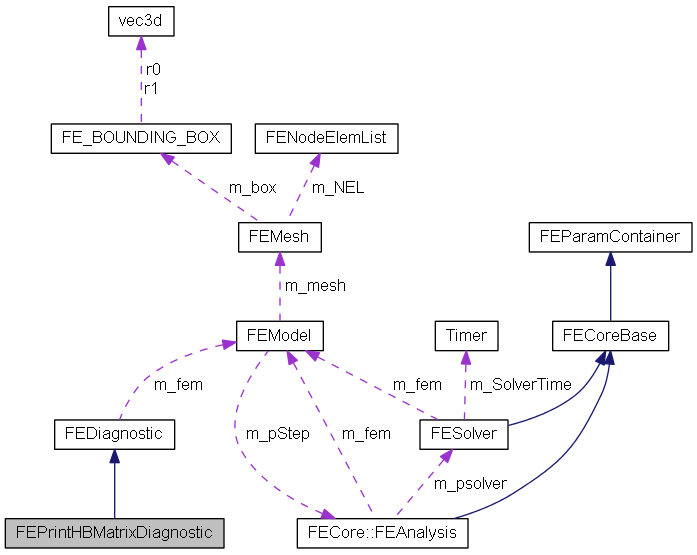 vec3d
r0
r1
FE_BOUNDING_BOX
FENodeElemList
m_box
m_NEL
FEMesh
FEParamContainer
m_mesh
FEModel
Timer
FECoreBase
m_fem
m_fem
m_SolverTime
m_pStep
m_fem
FEDiagnostic
FESolver
m_psolver
FEPrintHBMatrixDiagnostic
FECore::FEAnalysis